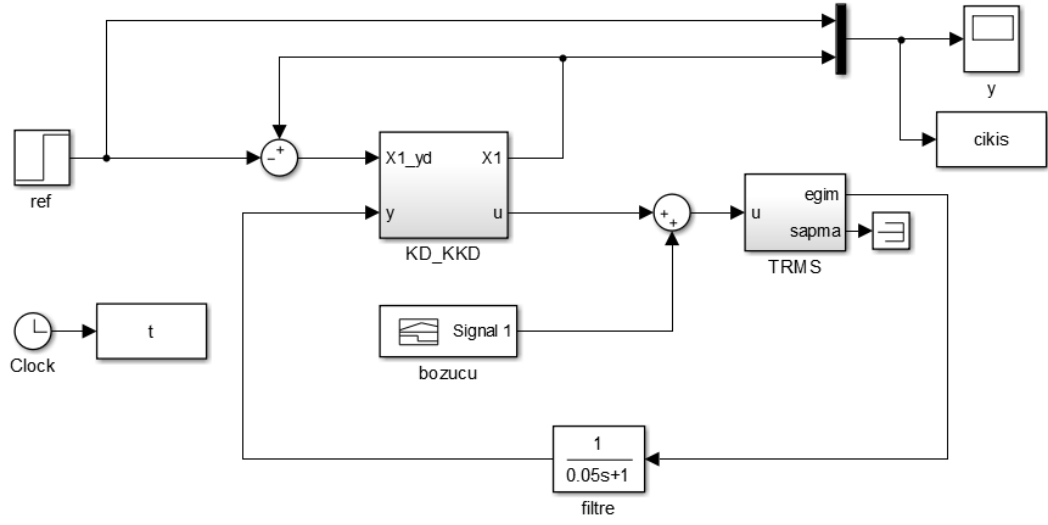 y
cikis
ref
− +
X1_yd
X1
y
u
KD_KKD
+ +
u
egim
sapma
TRMS
Clock
t
Signal 1
bozucu
1
0.05s+1
filtre